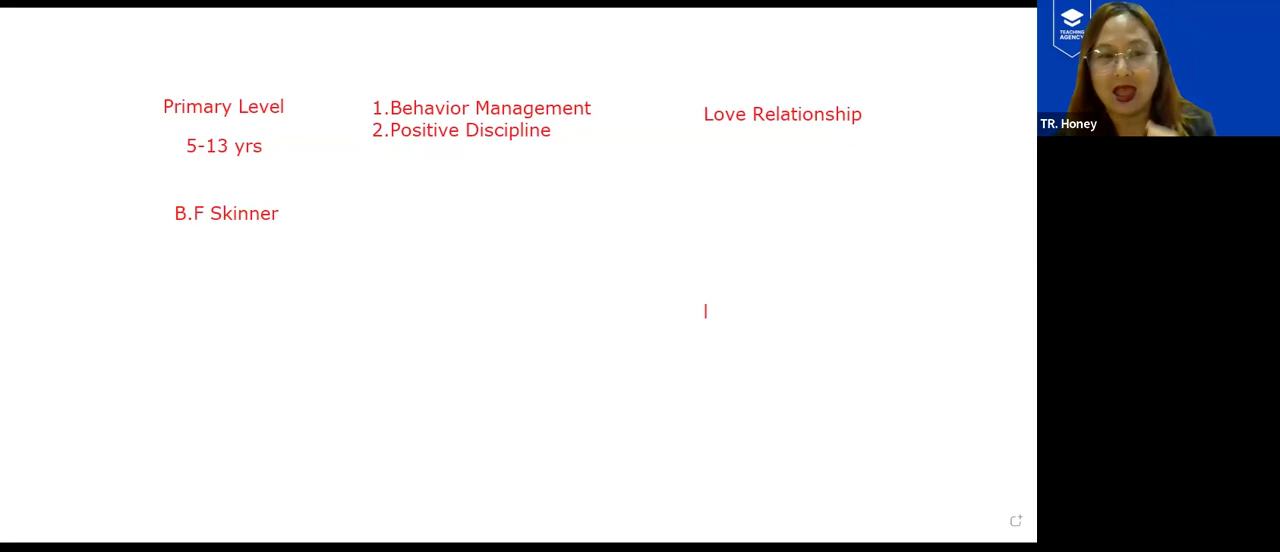 Primary Level
5-13 yrs
B.F Skinner
1.Behavior Management
2.Positive Discipline
Love Relationship
l
TEACHING
AGENCY
TR. Honey